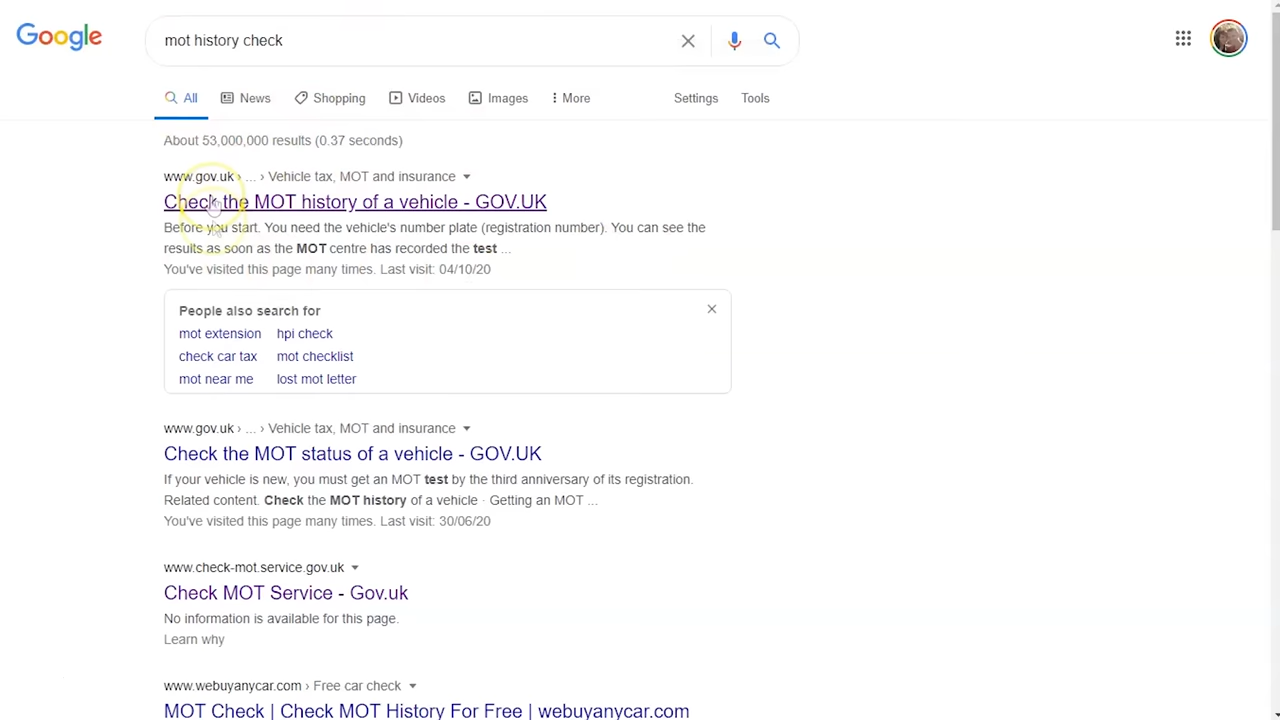 Google
mot history check
All News Shopping Videos Images More Settings Tools
About 53,000,000 results (0.37 seconds)
www.gov.uk › ... › Vehicle tax, MOT and insurance
Check the MOT history of a vehicle - GOV.UK
Before you start. You need the vehicle's number plate (registration number). You can see the
results as soon as the MOT centre has recorded the test ...
You've visited this page many times. Last visit: 04/10/20
People also search for
mot extension hpi check
check car tax mot checklist
mot near me lost mot letter
www.gov.uk › ... › Vehicle tax, MOT and insurance
Check the MOT status of a vehicle - GOV.UK
If your vehicle is new, you must get an MOT test by the third anniversary of its registration.
Related content. Check the MOT history of a vehicle · Getting an MOT ...
You've visited this page many times. Last visit: 30/06/20
www.check-mot.service.gov.uk
Check MOT Service - Gov.uk
No information is available for this page.
Learn why
www.webuyanycar.com › Free car check
MOT Check | Check MOT History For Free | webuyanycar.com